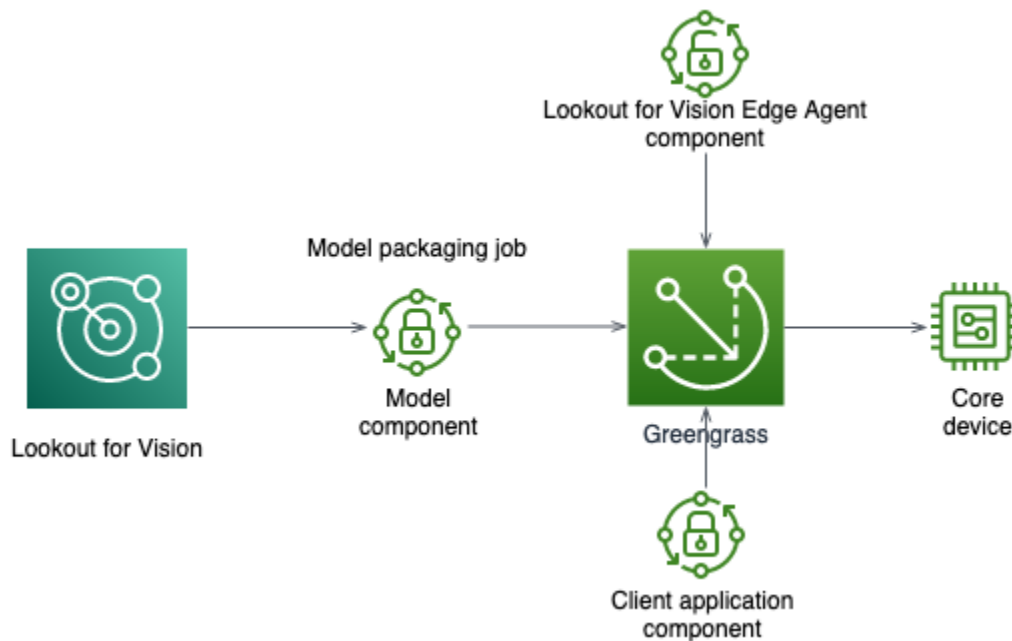 Lookout for Vision Edge Agent
component
Model packaging job
Model
component
Lookout for Vision
Greengrass
Core
device
Client application
component